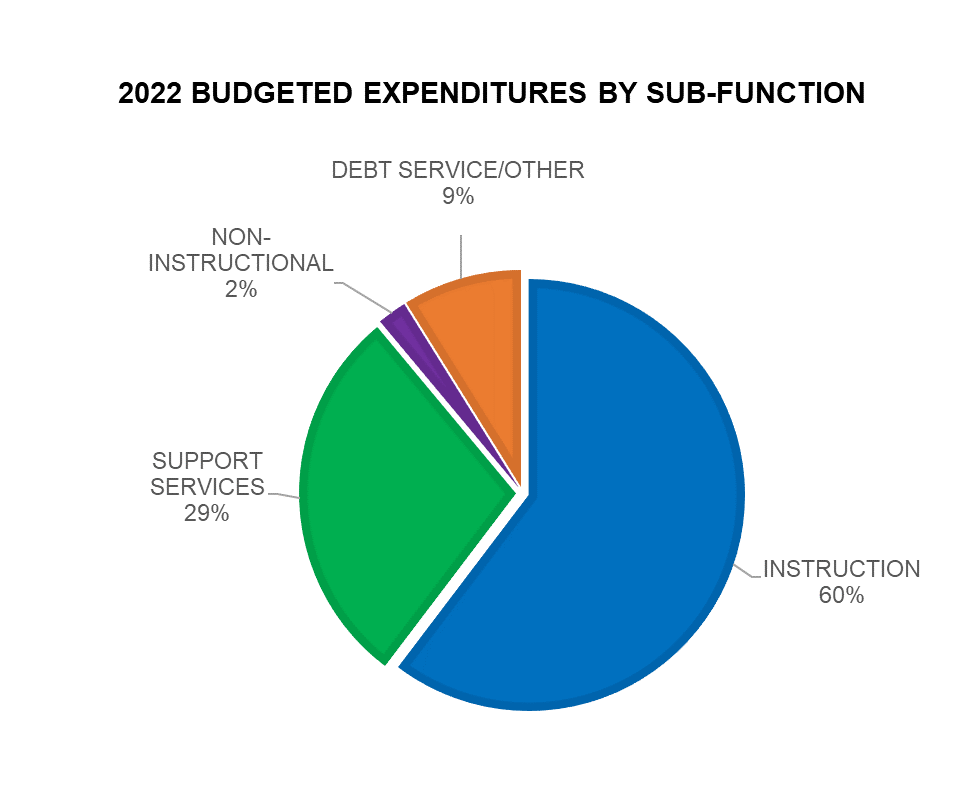 2022 BUDGETED EXPENDITURES BY SUB-FUNCTION
DEBT SERVICE/OTHER
9%
NON-
INSTRUCTIONAL
2%
SUPPORT
SERVICES
29%
INSTRUCTION
60%